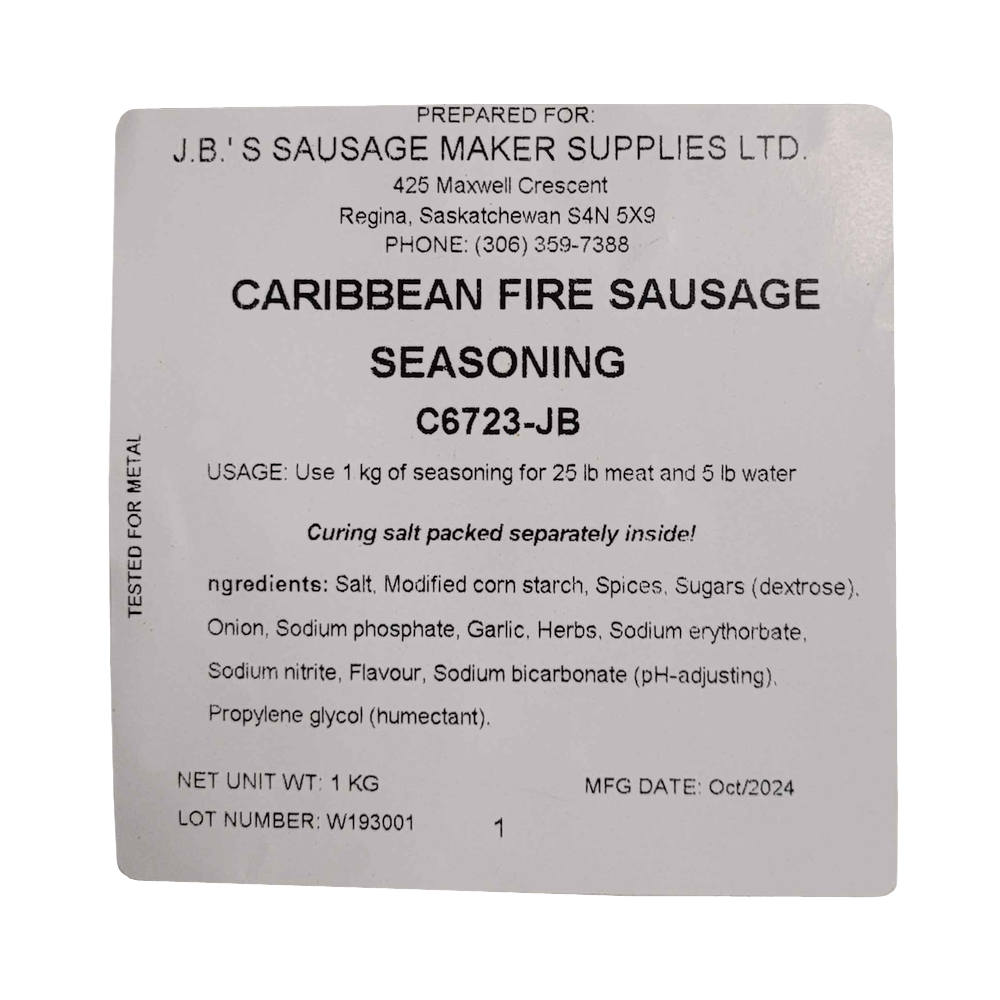 PREPARED FOR:
J.B.'S SAUSAGE MAKER SUPPLIES LTD.
425 Maxwell Crescent
Regina, Saskatchewan S4N 5X9
PHONE: (306) 359-7388
CARIBBEAN FIRE SAUSAGE
SEASONING
C6723-JB
USAGE: Use 1 kg of seasoning for 25 lb meat and 5 lb water
Curing salt packed separately inside!
ngredients: Salt, Modified corn starch, Spices, Sugars (dextrose),
Onion, Sodium phosphate, Garlic, Herbs, Sodium erythorbate,
Sodium nitrite, Flavour, Sodium bicarbonate (pH-adjusting),
Propylene glycol (humectant).
NET UNIT WT: 1 KG
MFG DATE: Oct/2024
LOT NUMBER: W193001
1
TESTED FOR METAL